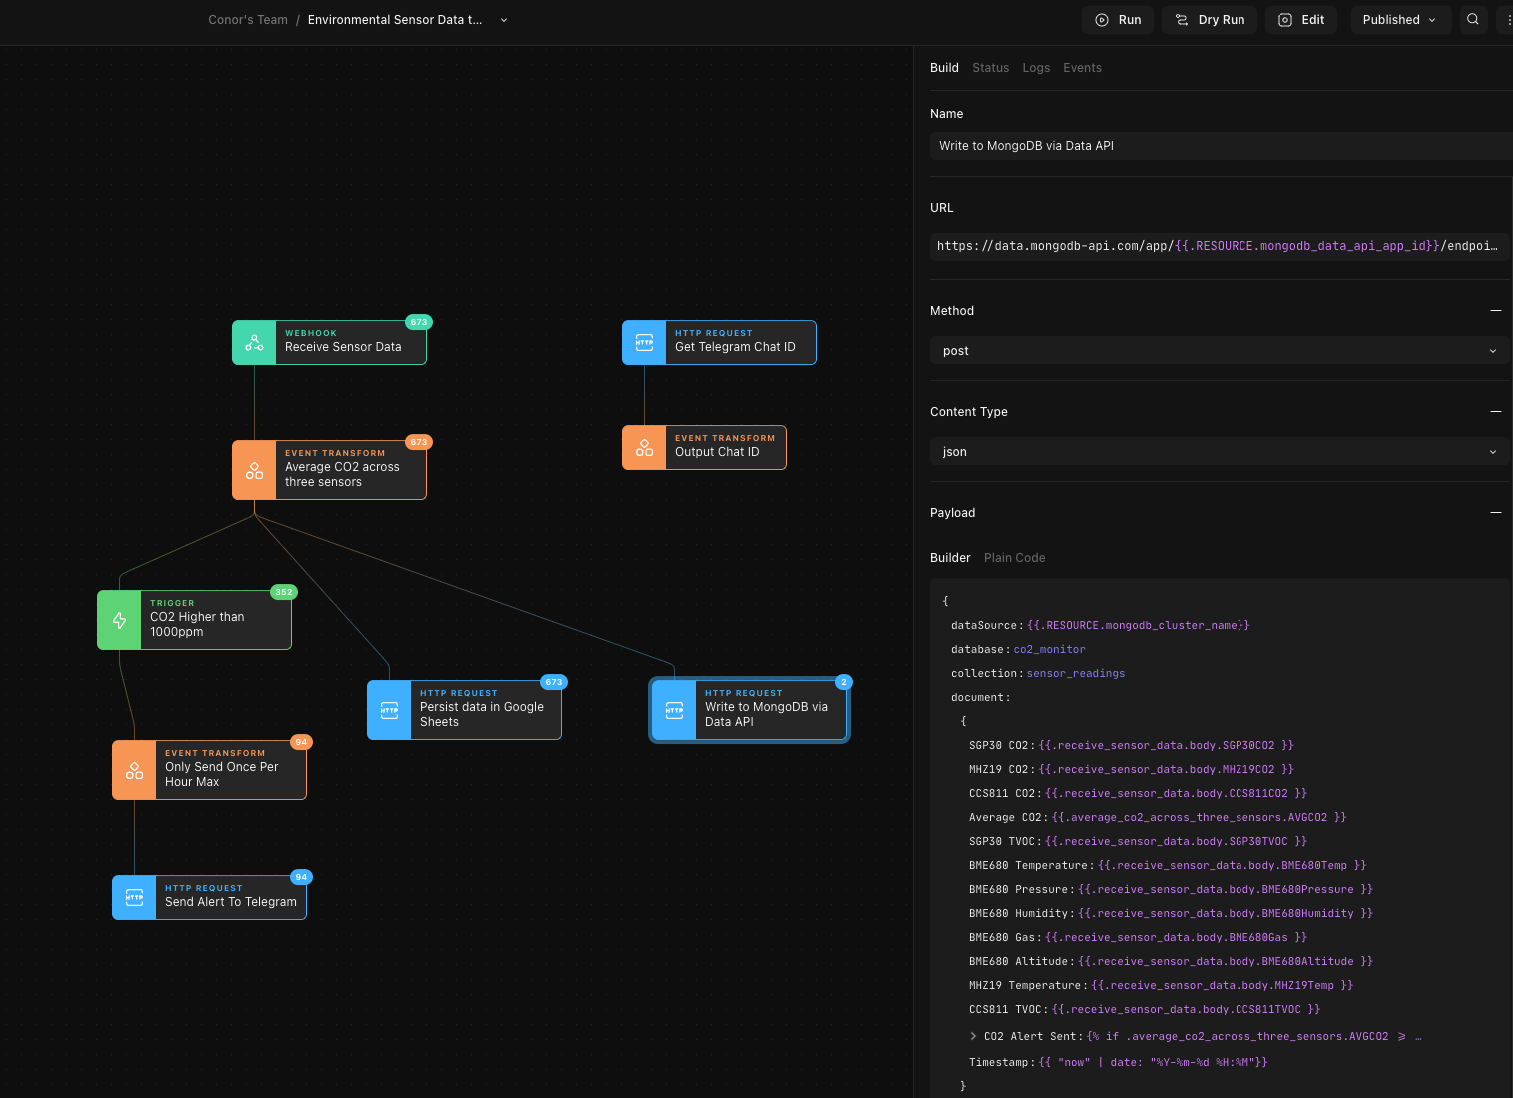 Conor's Team / Environmental Sensor Data t...
Run
Dry Run
Edit
Published
Build Status Logs Events
Name
Write to MongoDB via Data API
URL
https://data.mongodb-api.com/app/{{.RESOURCE.mongodb_data_api_app_id}}/endpoi...
Method
post
Content Type
json
Payload
Builder Plain Code
{
dataSource:{{.RESOURCE.mongodb_cluster_name}}
database:co2_monitor
collection:sensor_readings
document:
{
SGP30 CO2:{{.receive_sensor_data.body.SGP30CO2 }}
MHZ19 CO2:{{.receive_sensor_data.body.MHZ19CO2 }}
CCS811 CO2:{{.receive_sensor_data.body.CCS811CO2 }}
Average CO2:{{.average_co2_across_three_sensors.AVGCO2 }}
SGP30 TVOC:{{.receive_sensor_data.body.SGP30TVOC }}
BME680 Temperature:{{.receive_sensor_data.body.BME680Temp }}
BME680 Pressure:{{.receive_sensor_data.body.BME680Pressure }}
BME680 Humidity:{{.receive_sensor_data.body.BME680Humidity }}
BME680 Gas:{{.receive_sensor_data.body.BME680Gas }}
BME680 Altitude:{{.receive_sensor_data.body.BME680Altitude }}
MHZ19 Temperature:{{.receive_sensor_data.body.MHZ19Temp }}
CCS811 TVOC:{{.receive_sensor_data.body.CCS811TVOC }}
CO2 Alert Sent:{% if .average_co2_across_three_sensors.AVGCO2 >= …
Timestamp:{{ "now" | date: "%Y-%m-%d %H:%M"}}
}
673
WEBHOOK
Receive Sensor Data
HTTP
HTTP REQUEST
Get Telegram Chat ID
673
EVENT TRANSFORM
Average CO2 across
three sensors
EVENT TRANSFORM
Output Chat ID
352
TRIGGER
CO2 Higher than
1000ppm
673
HTTP
HTTP REQUEST
Persist data in Google
Sheets
2
HTTP
HTTP REQUEST
Write to MongoDB via
Data API
94
EVENT TRANSFORM
Only Send Once Per
Hour Max
94
HTTP
HTTP REQUEST
Send Alert To Telegram